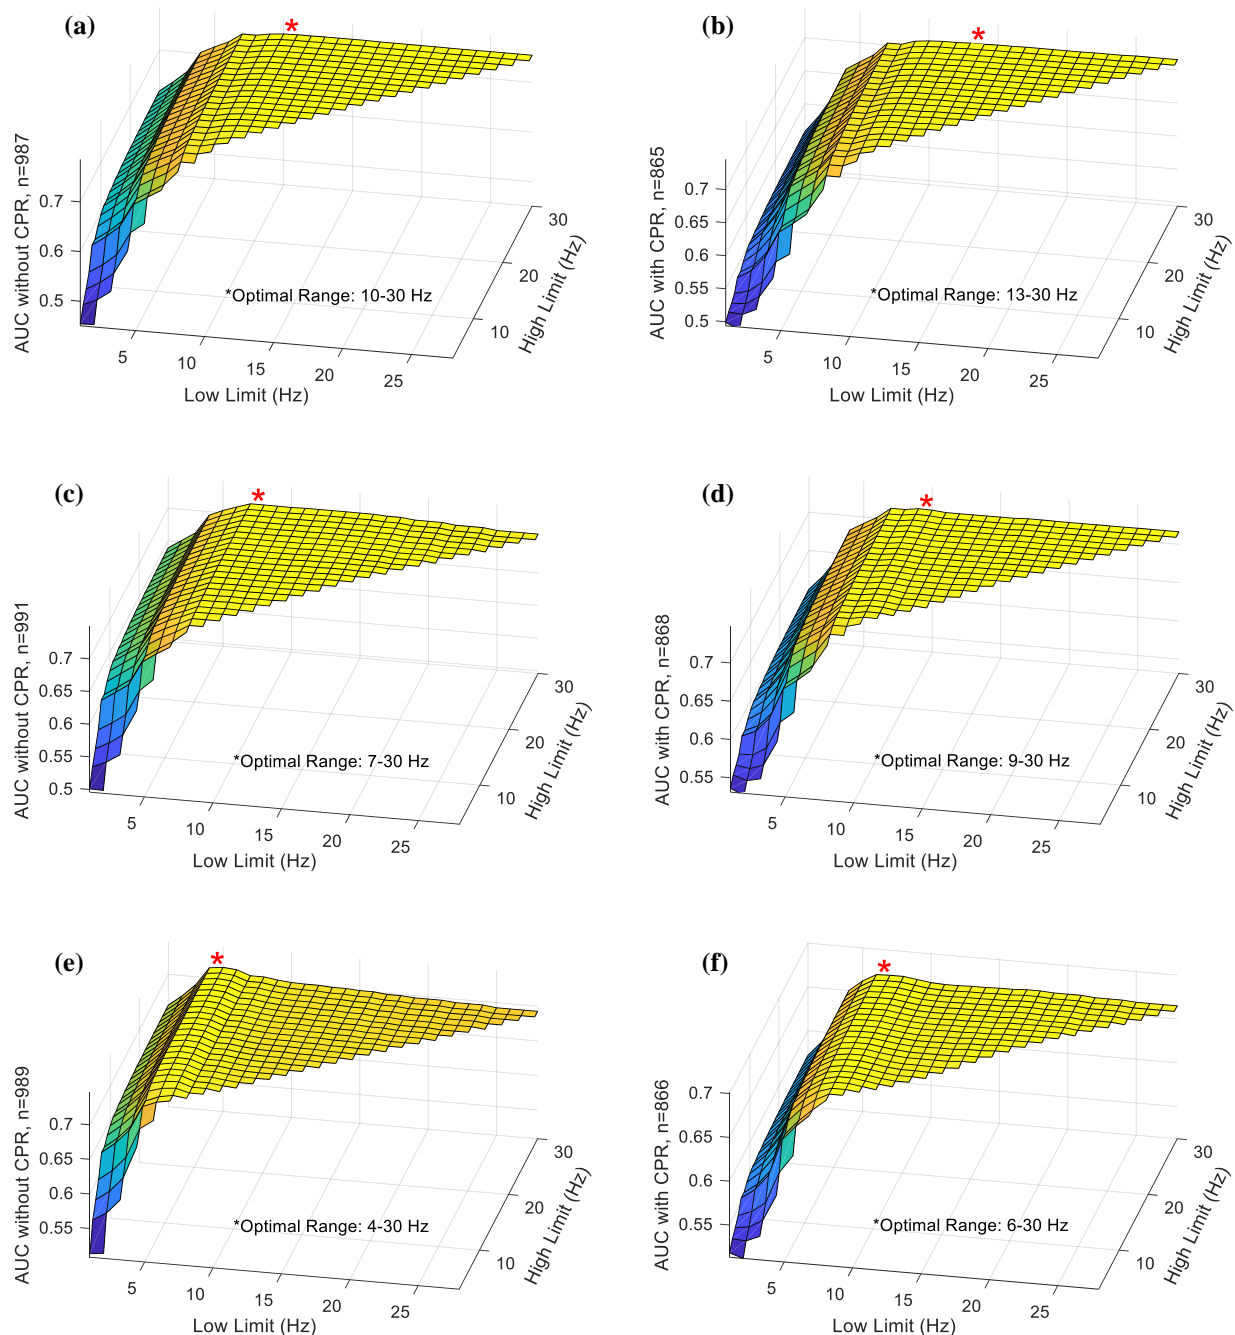 (a)
*
AUC without CPR, n=987
0.7
0.6
0.5
*Optimal Range: 10-30 Hz
5
10
15
20
25
Low Limit (Hz)
10
20
30
High Limit (Hz)
(b)
*
AUC with CPR, n=865
0.7
0.65
0.6
0.55
0.5
*Optimal Range: 13-30 Hz
5
10
15
20
25
Low Limit (Hz)
10
20
30
High Limit (Hz)
(c)
*
AUC without CPR, n=991
0.7
0.65
0.6
0.55
0.5
*Optimal Range: 7-30 Hz
5
10
15
20
25
Low Limit (Hz)
10
20
30
High Limit (Hz)
(d)
*
AUC with CPR, n=868
0.7
0.65
0.6
0.55
*Optimal Range: 9-30 Hz
5
10
15
20
25
Low Limit (Hz)
10
20
30
High Limit (Hz)
(e)
*
AUC without CPR, n=989
0.7
0.65
0.6
0.55
*Optimal Range: 4-30 Hz
5
10
15
20
25
Low Limit (Hz)
10
20
30
High Limit (Hz)
(f)
*
AUC with CPR, n=866
0.7
0.65
0.6
0.55
*Optimal Range: 6-30 Hz
5
10
15
20
25
Low Limit (Hz)
10
20
30
High Limit (Hz)